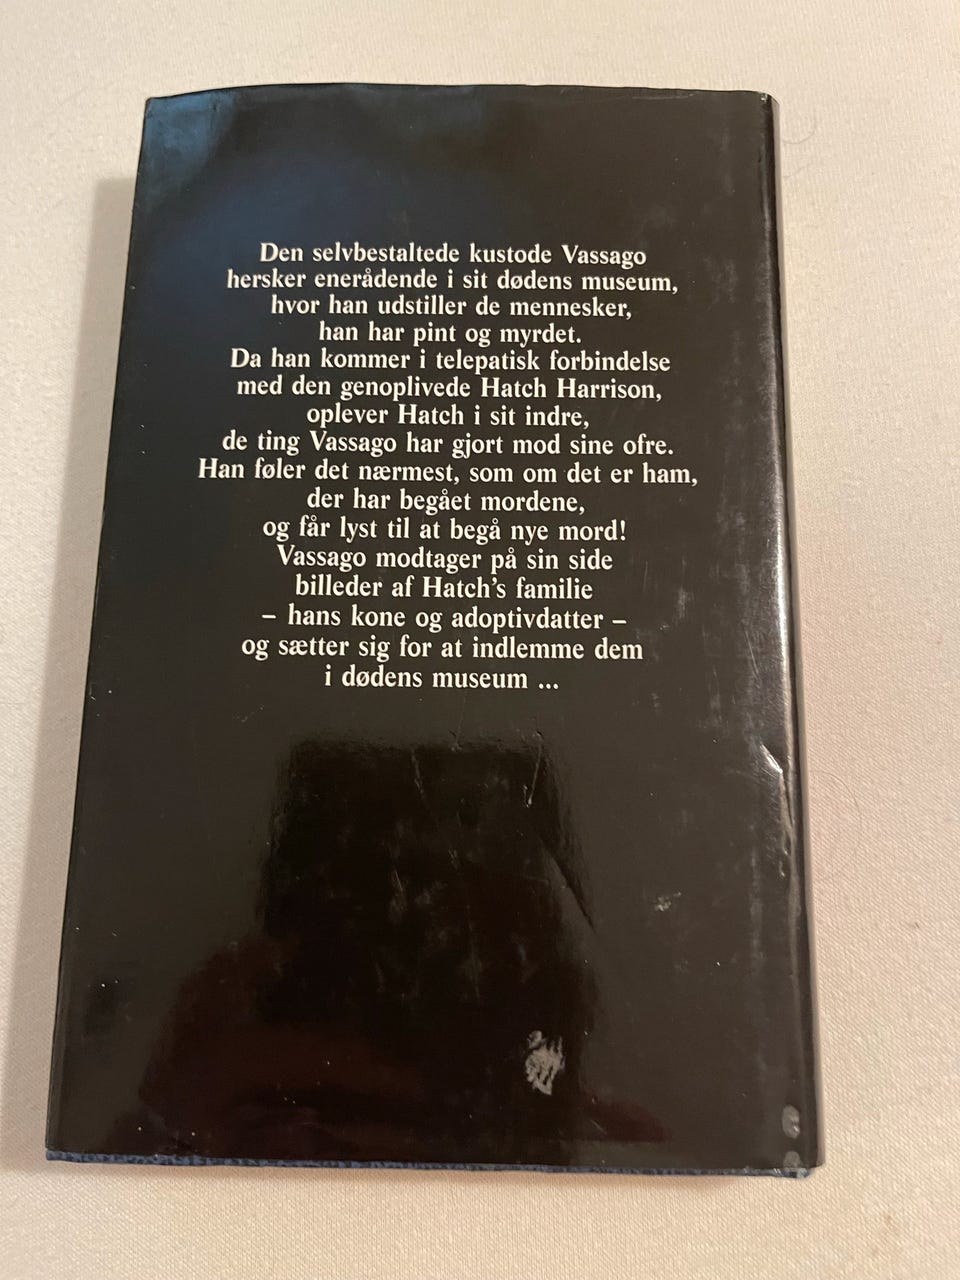 Den selvbestaltede kustode Vassago
hersker enerådende i sit dødens museum,
hvor han udstiller de mennesker,
han har pint og myrdet.
Da han kommer i telepatisk forbindelse
med den genoplivede Hatch Harrison,
oplever Hatch i sit indre,
de ting Vassago har gjort mod sine ofre.
Han føler det nærmest, som om det er ham,
der har begået mordene,
og får lyst til at begå nye mord!
Vassago modtager på sin side
billeder af Hatch's familie
– hans kone og adoptivdatter –
og sætter sig for at indlemme dem
i dødens museum ...